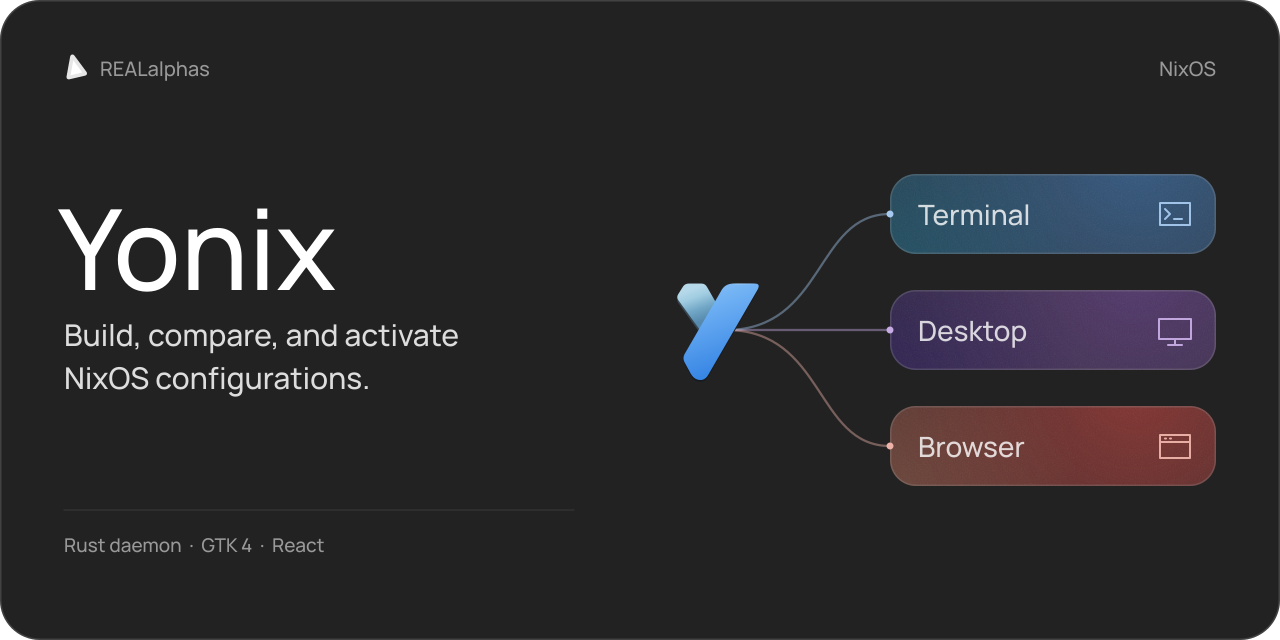 REALalphas
NixOS
Yonix
Build, compare, and activate
NixOS configurations.
Terminal
Desktop
Browser
Rust daemon · GTK 4 · React